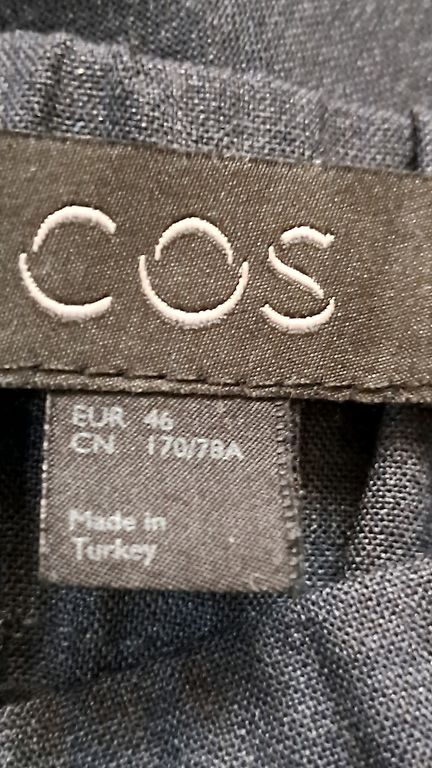 COS
EUR 46
CN 170/78A
Made in
Turkey